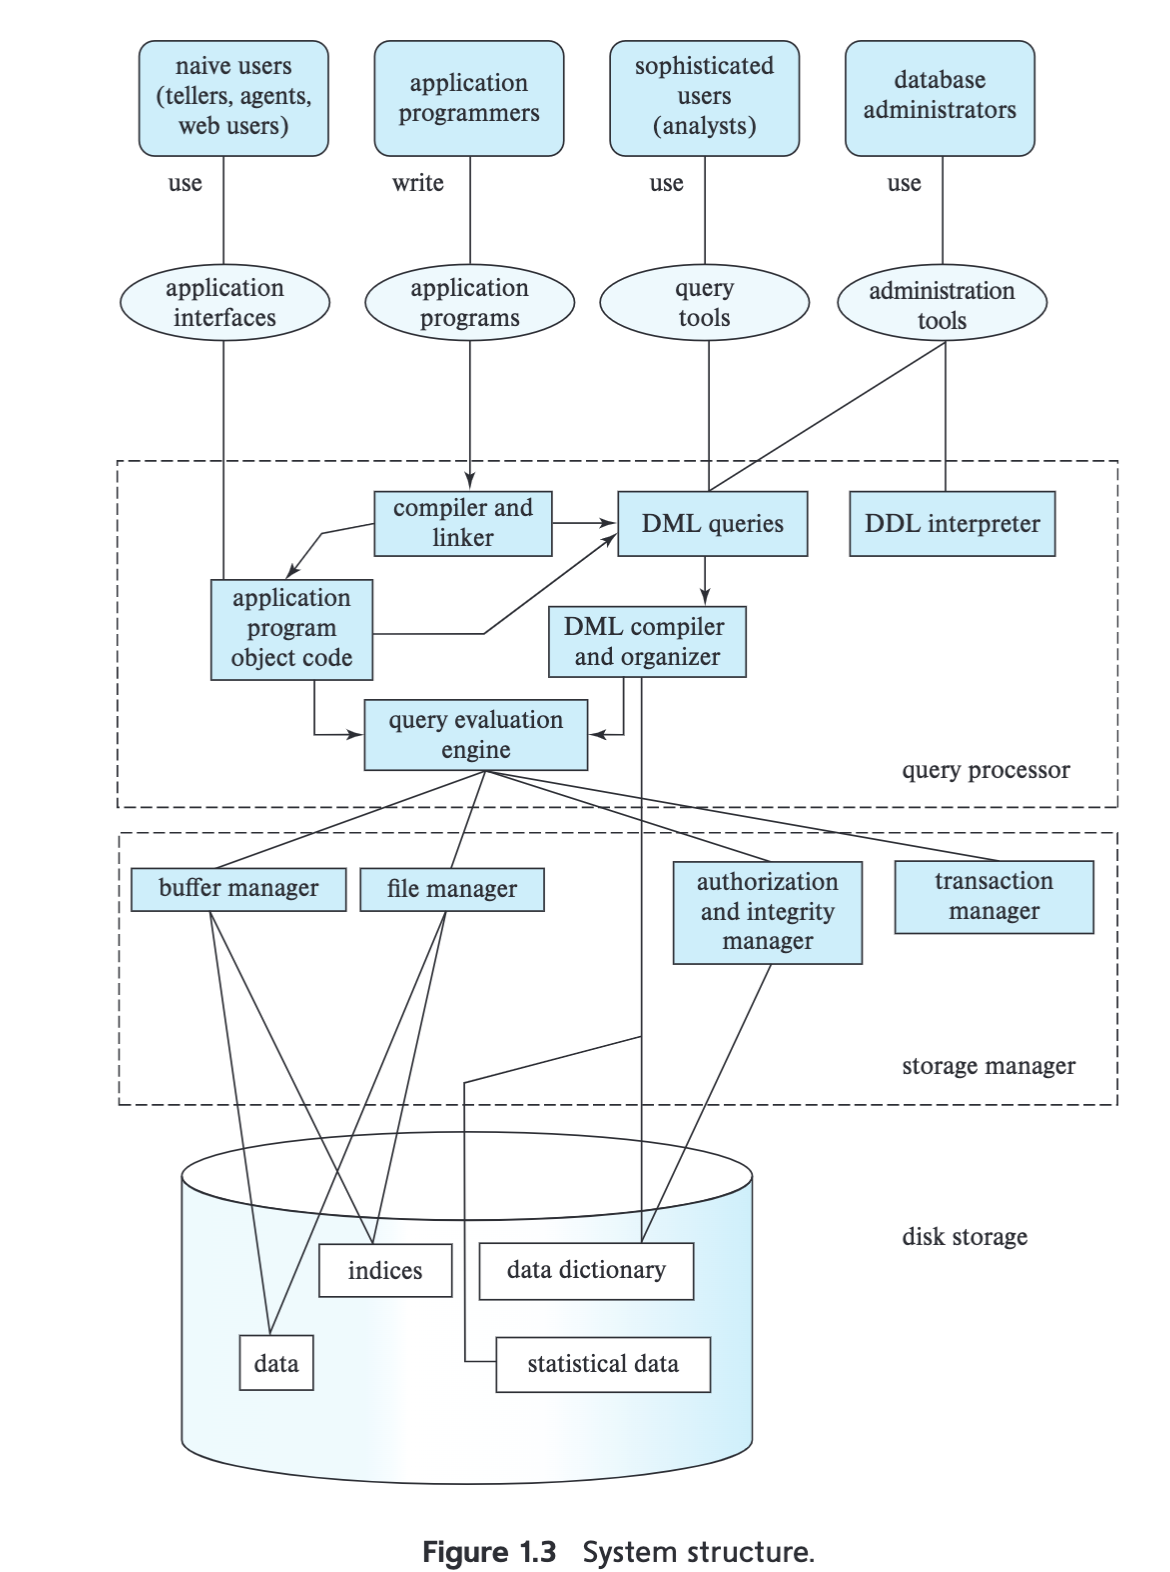 naive users
(tellers, agents,
web users)
application
programmers
sophisticated
users
(analysts)
database
administrators
use
write
use
use
application
interfaces
application
programs
query
tools
administration
tools
compiler and
linker
DML queries
DDL interpreter
application
program
object code
DML compiler
and organizer
query evaluation
engine
query processor
buffer manager
file manager
authorization
and integrity
manager
transaction
manager
storage manager
disk storage
indices
data dictionary
data
statistical data
Figure 1.3 System structure.